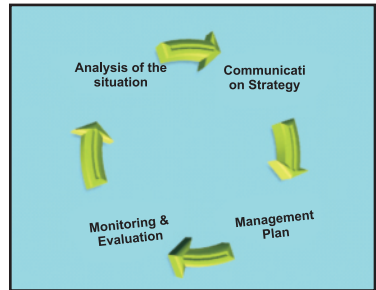 Analysis of the
situation
Communicati
on Strategy
Management
Plan
Monitoring &
Evaluation